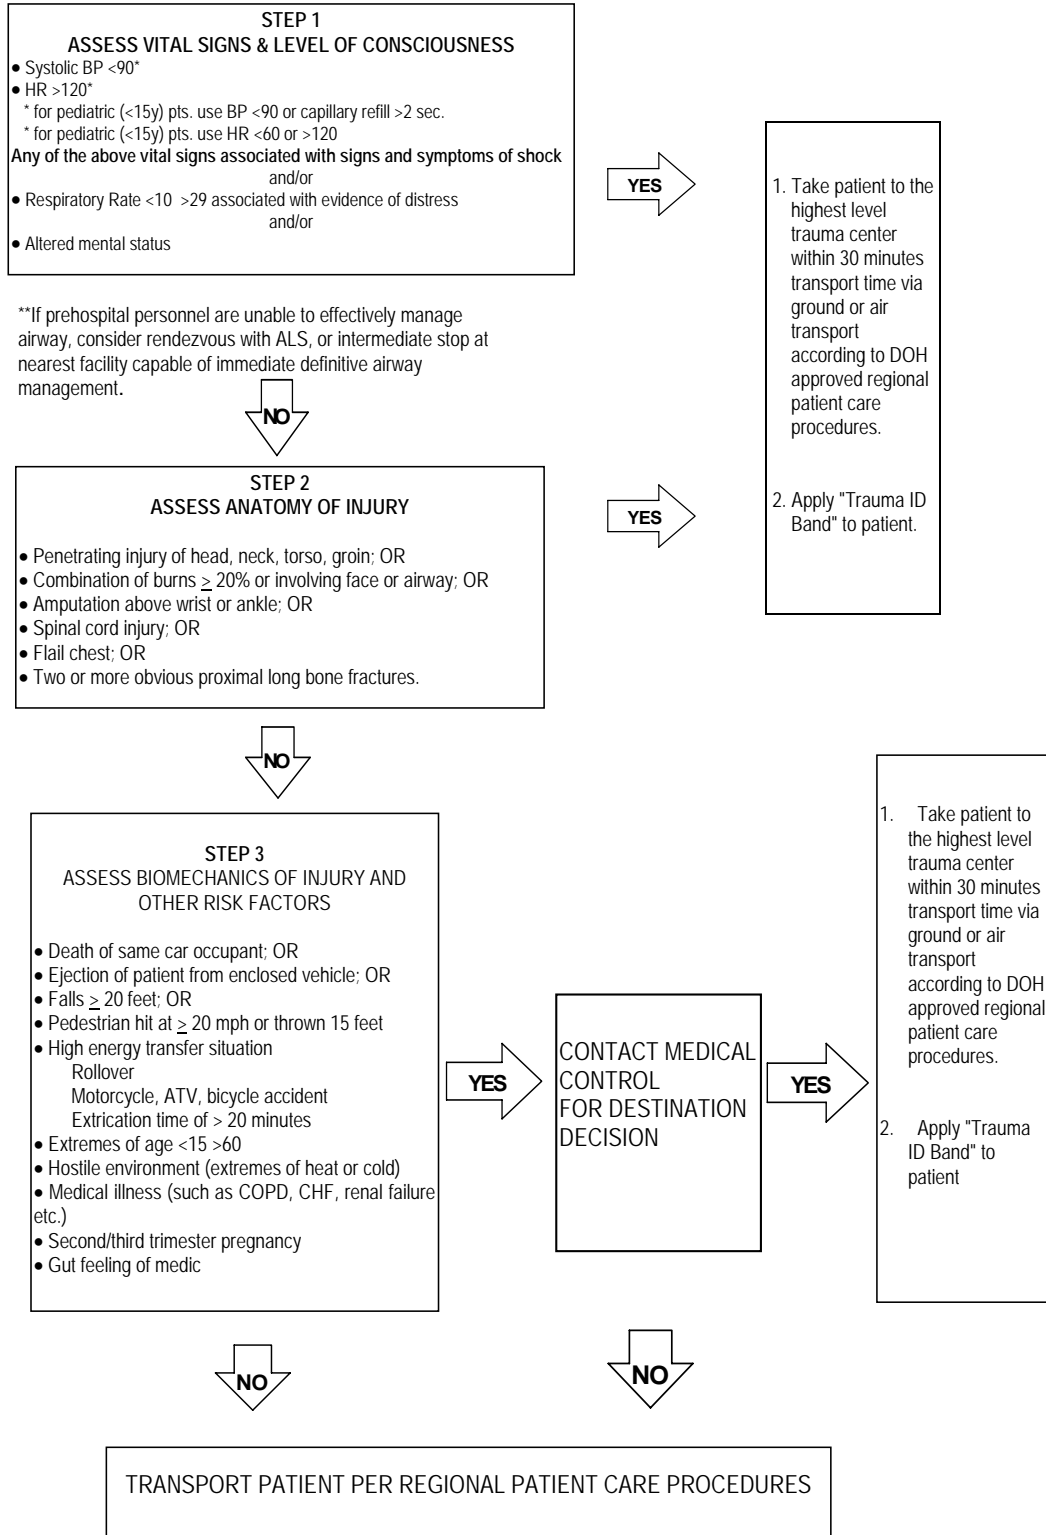 STEP 1
ASSESS VITAL SIGNS & LEVEL OF CONSCIOUSNESS
● Systolic BP <90*
● HR >120*
* for pediatric (<15y) pts. use BP <90 or capillary refill >2 sec.
* for pediatric (<15y) pts. use HR <60 or >120
Any of the above vital signs associated with signs and symptoms of shock
and/or
● Respiratory Rate <10 >29 associated with evidence of distress
and/or
● Altered mental status
YES
1. Take patient to the
highest level
trauma center
within 30 minutes
transport time via
ground or air
transport
according to DOH
approved regional
patient care
procedures.
2. Apply "Trauma ID
Band" to patient.
**If prehospital personnel are unable to effectively manage
airway, consider rendezvous with ALS, or intermediate stop at
nearest facility capable of immediate definitive airway
management.
NO
STEP 2
ASSESS ANATOMY OF INJURY
● Penetrating injury of head, neck, torso, groin; OR
● Combination of burns ≥ 20% or involving face or airway; OR
● Amputation above wrist or ankle; OR
● Spinal cord injury; OR
● Flail chest; OR
● Two or more obvious proximal long bone fractures.
YES
NO
STEP 3
ASSESS BIOMECHANICS OF INJURY AND
OTHER RISK FACTORS
● Death of same car occupant; OR
● Ejection of patient from enclosed vehicle; OR
● Falls ≥ 20 feet; OR
● Pedestrian hit at ≥ 20 mph or thrown 15 feet
● High energy transfer situation
Rollover
Motorcycle, ATV, bicycle accident
Extrication time of > 20 minutes
● Extremes of age <15 >60
● Hostile environment (extremes of heat or cold)
● Medical illness (such as COPD, CHF, renal failure
etc.)
● Second/third trimester pregnancy
● Gut feeling of medic
YES
CONTACT MEDICAL
CONTROL
FOR DESTINATION
DECISION
YES
1. Take patient to
the highest level
trauma center
within 30 minutes
transport time via
ground or air
transport
according to DOH
approved regional
patient care
procedures.
2. Apply "Trauma
ID Band" to
patient
NO
NO
TRANSPORT PATIENT PER REGIONAL PATIENT CARE PROCEDURES